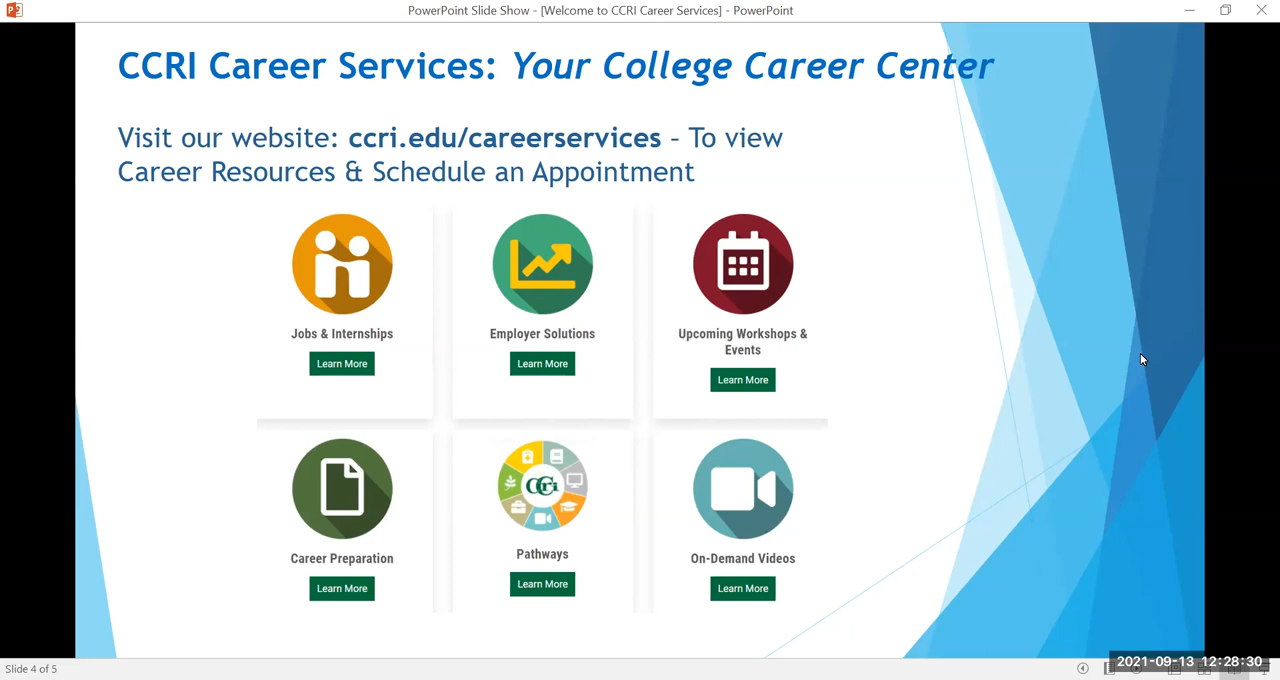 PowerPoint Slide Show - [Welcome to CCRI Career Services] - PowerPoint
CCRI Career Services: Your College Career Center
Visit our website: ccri.edu/careerservices – To view
Career Resources & Schedule an Appointment
Jobs & Internships
Learn More
Employer Solutions
Learn More
Upcoming Workshops &
Events
Learn More
Career Preparation
Learn More
CCri
Pathways
Learn More
On-Demand Videos
Learn More
Slide 4 of 5
2021-09-13 12:28:30